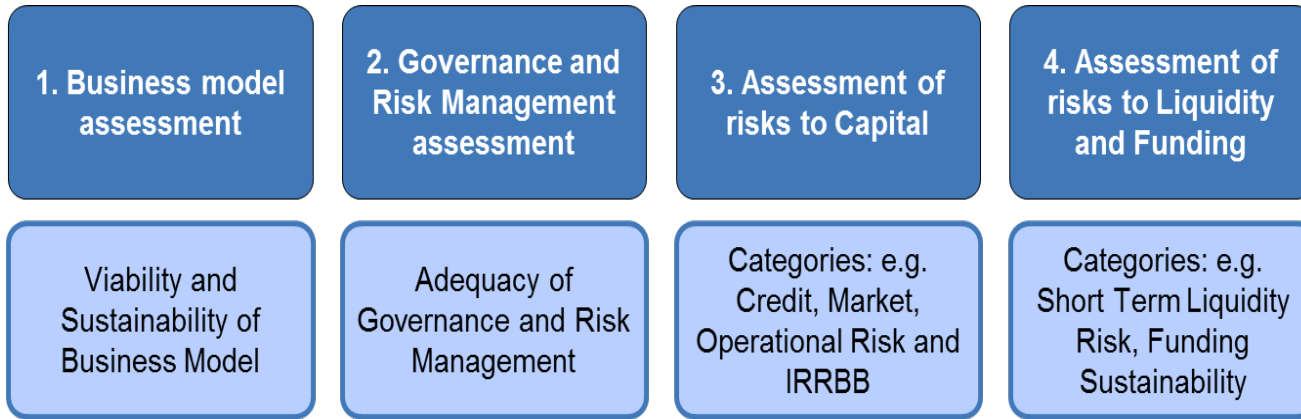 1. Business model
assessment
2. Governance and
Risk Management
assessment
3. Assessment of
risks to Capital
4. Assessment of
risks to Liquidity
and Funding
Viability and
Sustainability of
Business Model
Adequacy of
Governance and Risk
Management
Categories: e.g.
Credit, Market,
Operational Risk and
IRRBB
Categories: e.g.
Short Term Liquidity
Risk, Funding
Sustainability